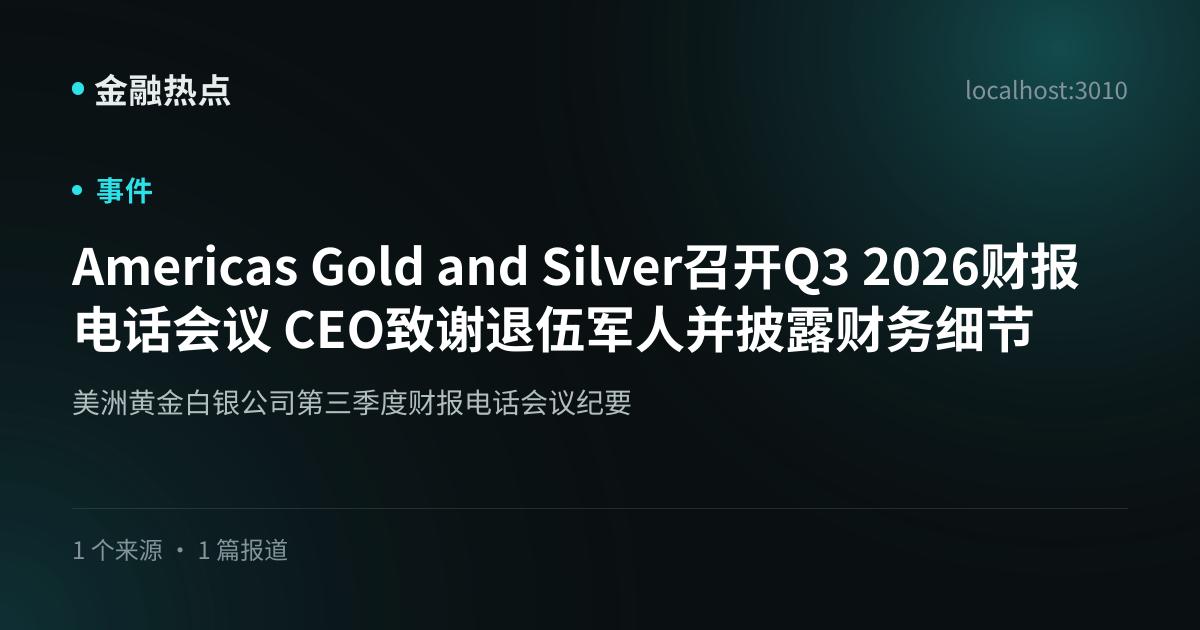 金融热点
localhost:3010
事件
Americas Gold and Silver召开Q3 2026财报
电话会议 CEO致谢退伍军人并披露财务细节
美洲黄金白银公司第三季度财报电话会议纪要
1 个来源 · 1 篇报道